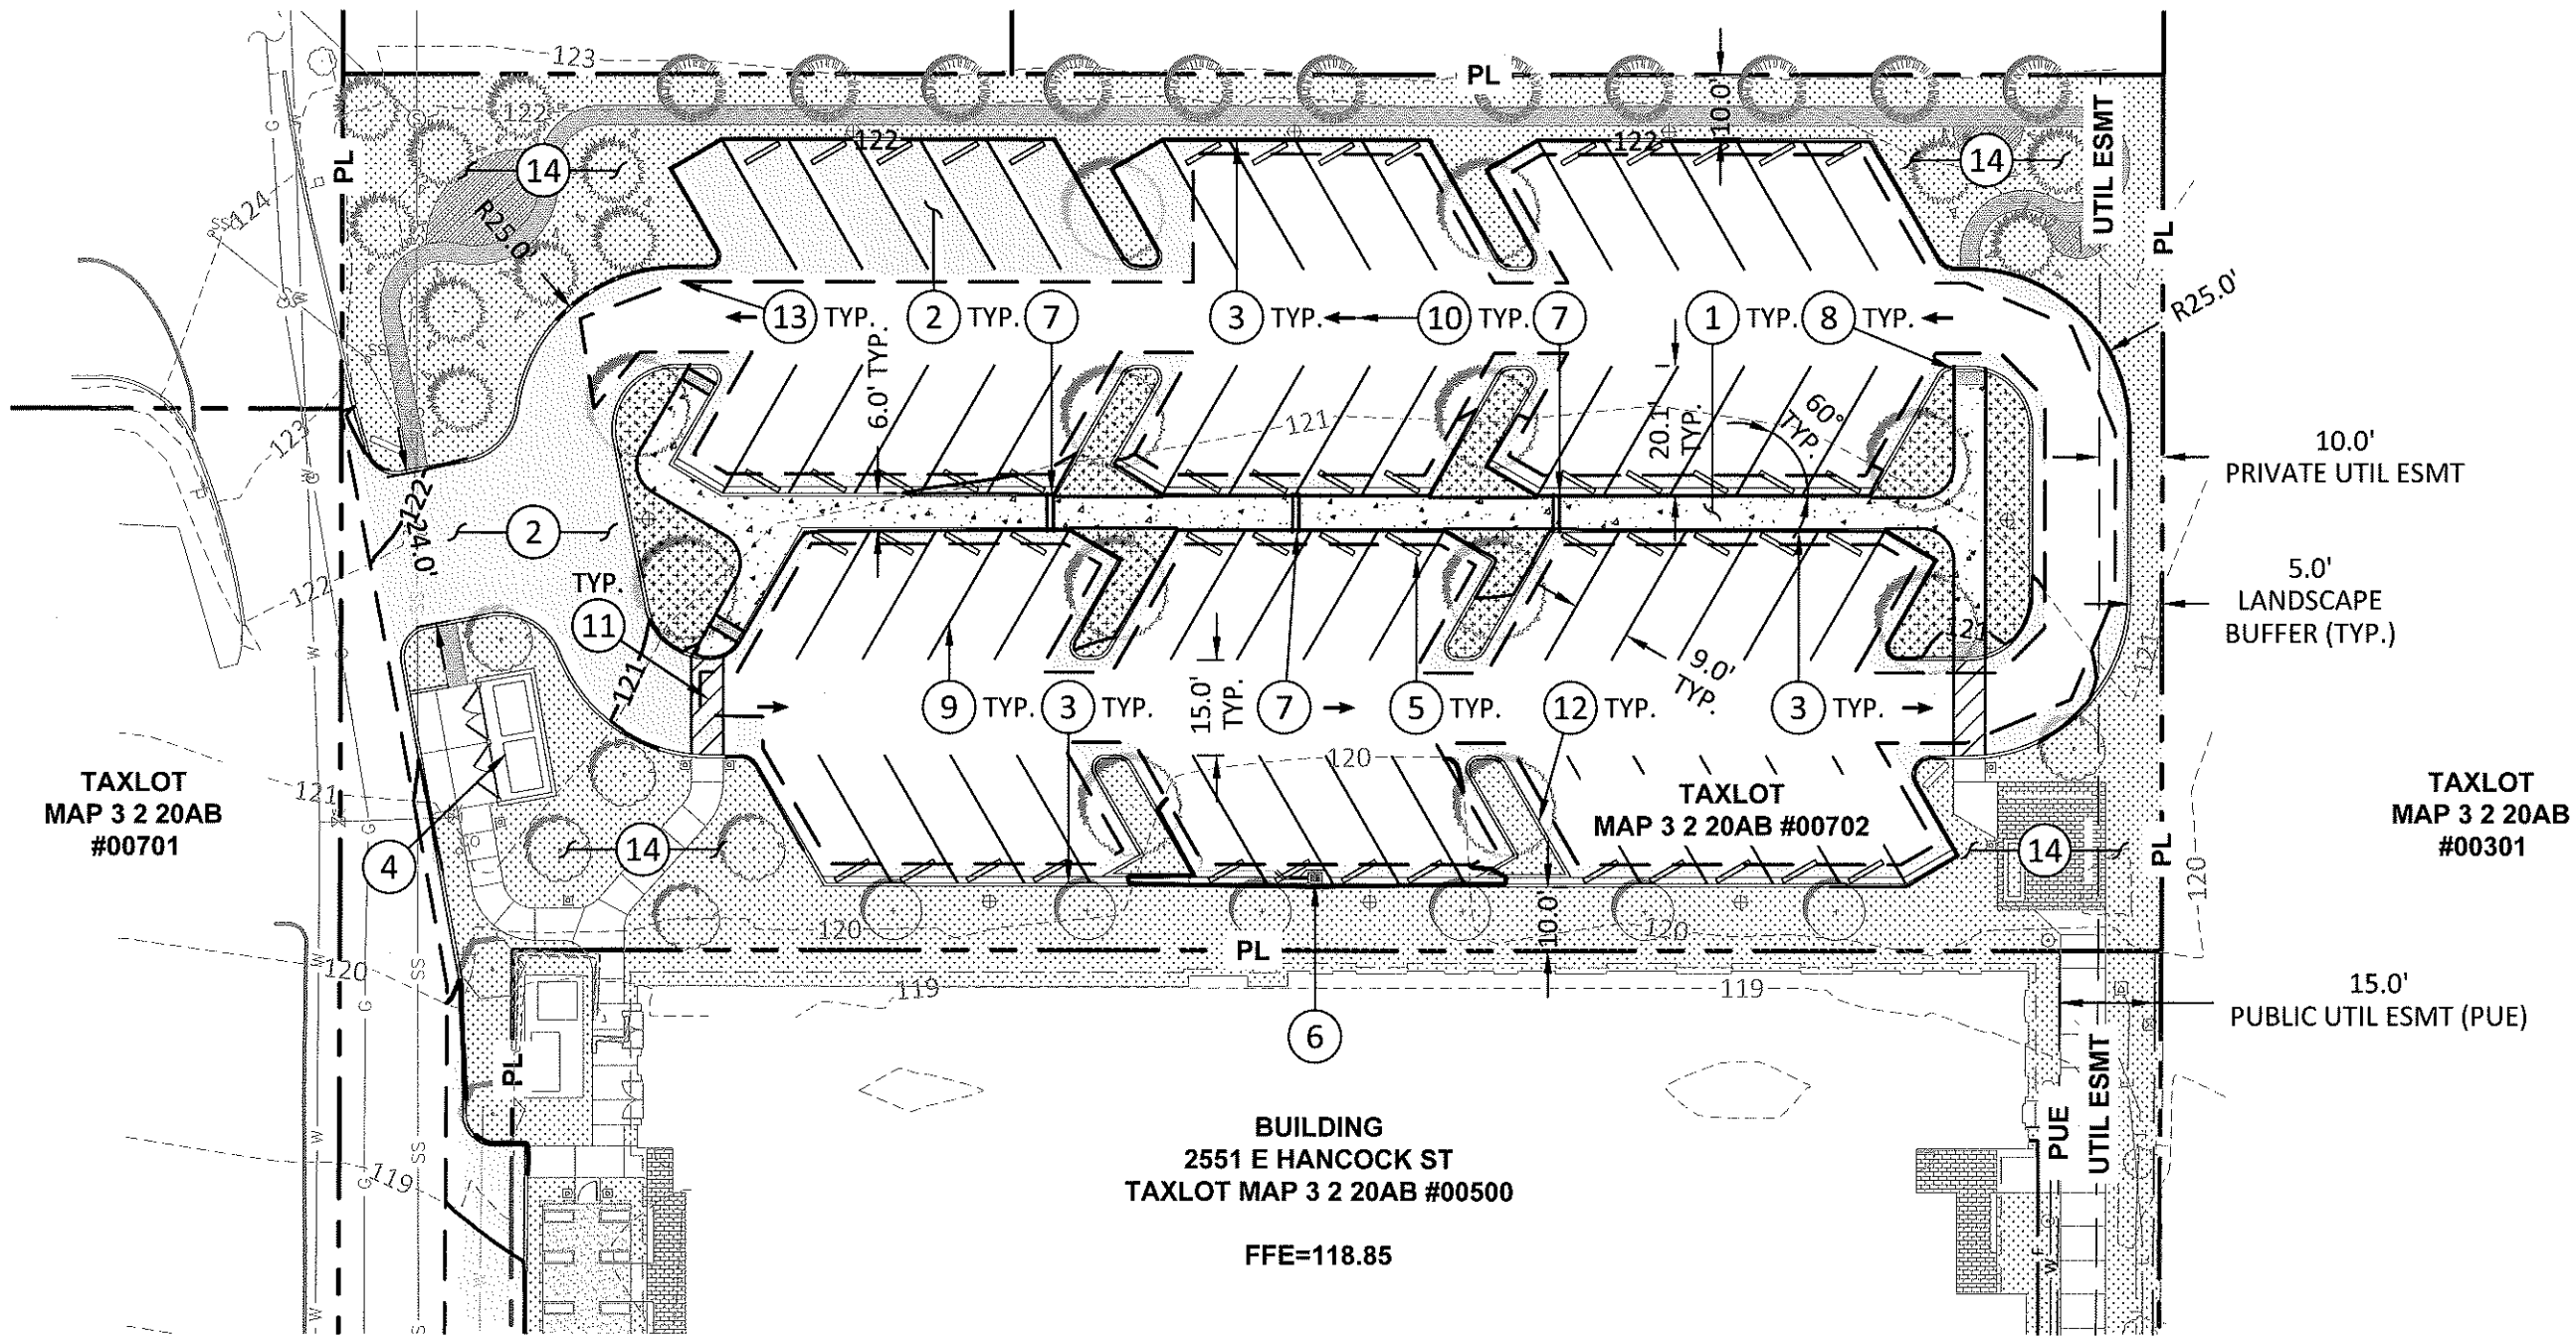 123
PL
10.0'
UTIL ESMT
PL
PL
122
122
122
14
14
124
SS
R25.0'
R25.0'
13 TYP.
2 TYP.
7
3 TYP.
10 TYP.
7
1 TYP.
8 TYP.
6.0' TYP.
20.1'
TYP.
60°
TYP.
121
123
10.0'
PRIVATE UTIL ESMT
122
24.0'
2
122
TYP.
11
5.0'
LANDSCAPE
BUFFER (TYP.)
121
121
9.0'
TYP.
15.0'
TYP.
9 TYP.
3 TYP.
7
5 TYP.
12 TYP.
3 TYP.
120
TAXLOT
MAP 3 2 20AB
#00701
121
4
14
TAXLOT
MAP 3 2 20AB #00702
14
PL
TAXLOT
MAP 3 2 20AB
#00301
120
120
PL
10.0'
120
120
119
119
6
15.0'
PUBLIC UTIL ESMT (PUE)
PL
PUE
UTIL ESMT
119
BUILDING
2551 E HANCOCK ST
TAXLOT MAP 3 2 20AB #00500
FFE=118.85